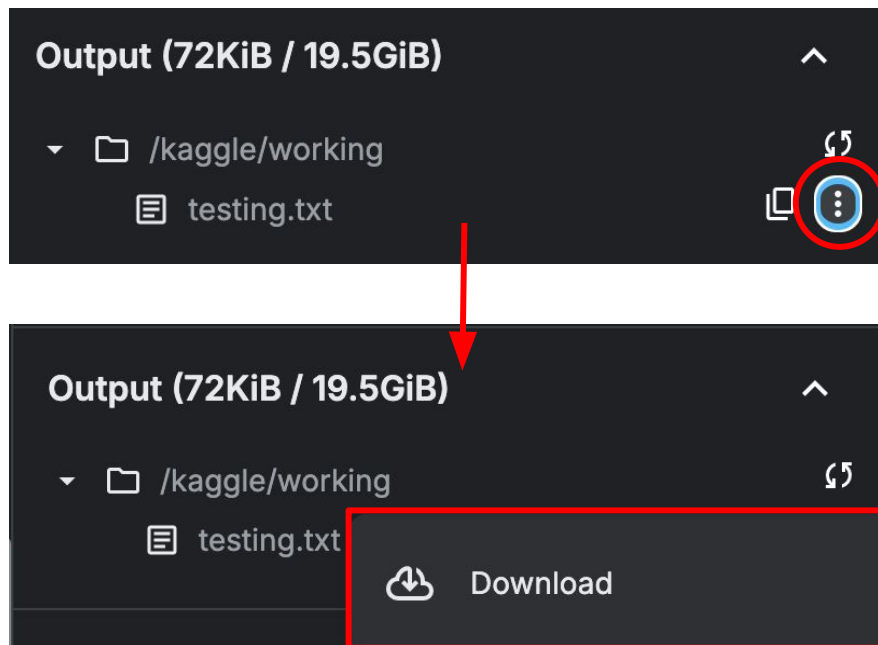 Output (72KiB / 19.5GiB)
/kaggle/working
testing.txt
Output (72KiB / 19.5GiB)
/kaggle/working
testing.txt
Download